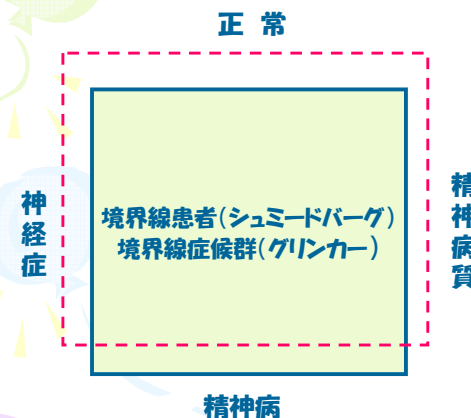 正常
神経症
境界線患者(シュミードバーグ)
境界線症候群(グリンカー)
精神病質
精神病